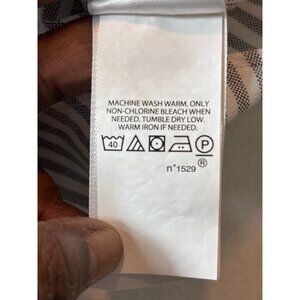 MACHINE WASH WARM, ONLY
NON-CHLORINE BLEACH WHEN
NEEDED. TUMBLE DRY LOW.
WARM IRON IF NEEDED.
40 P
®
n°1529